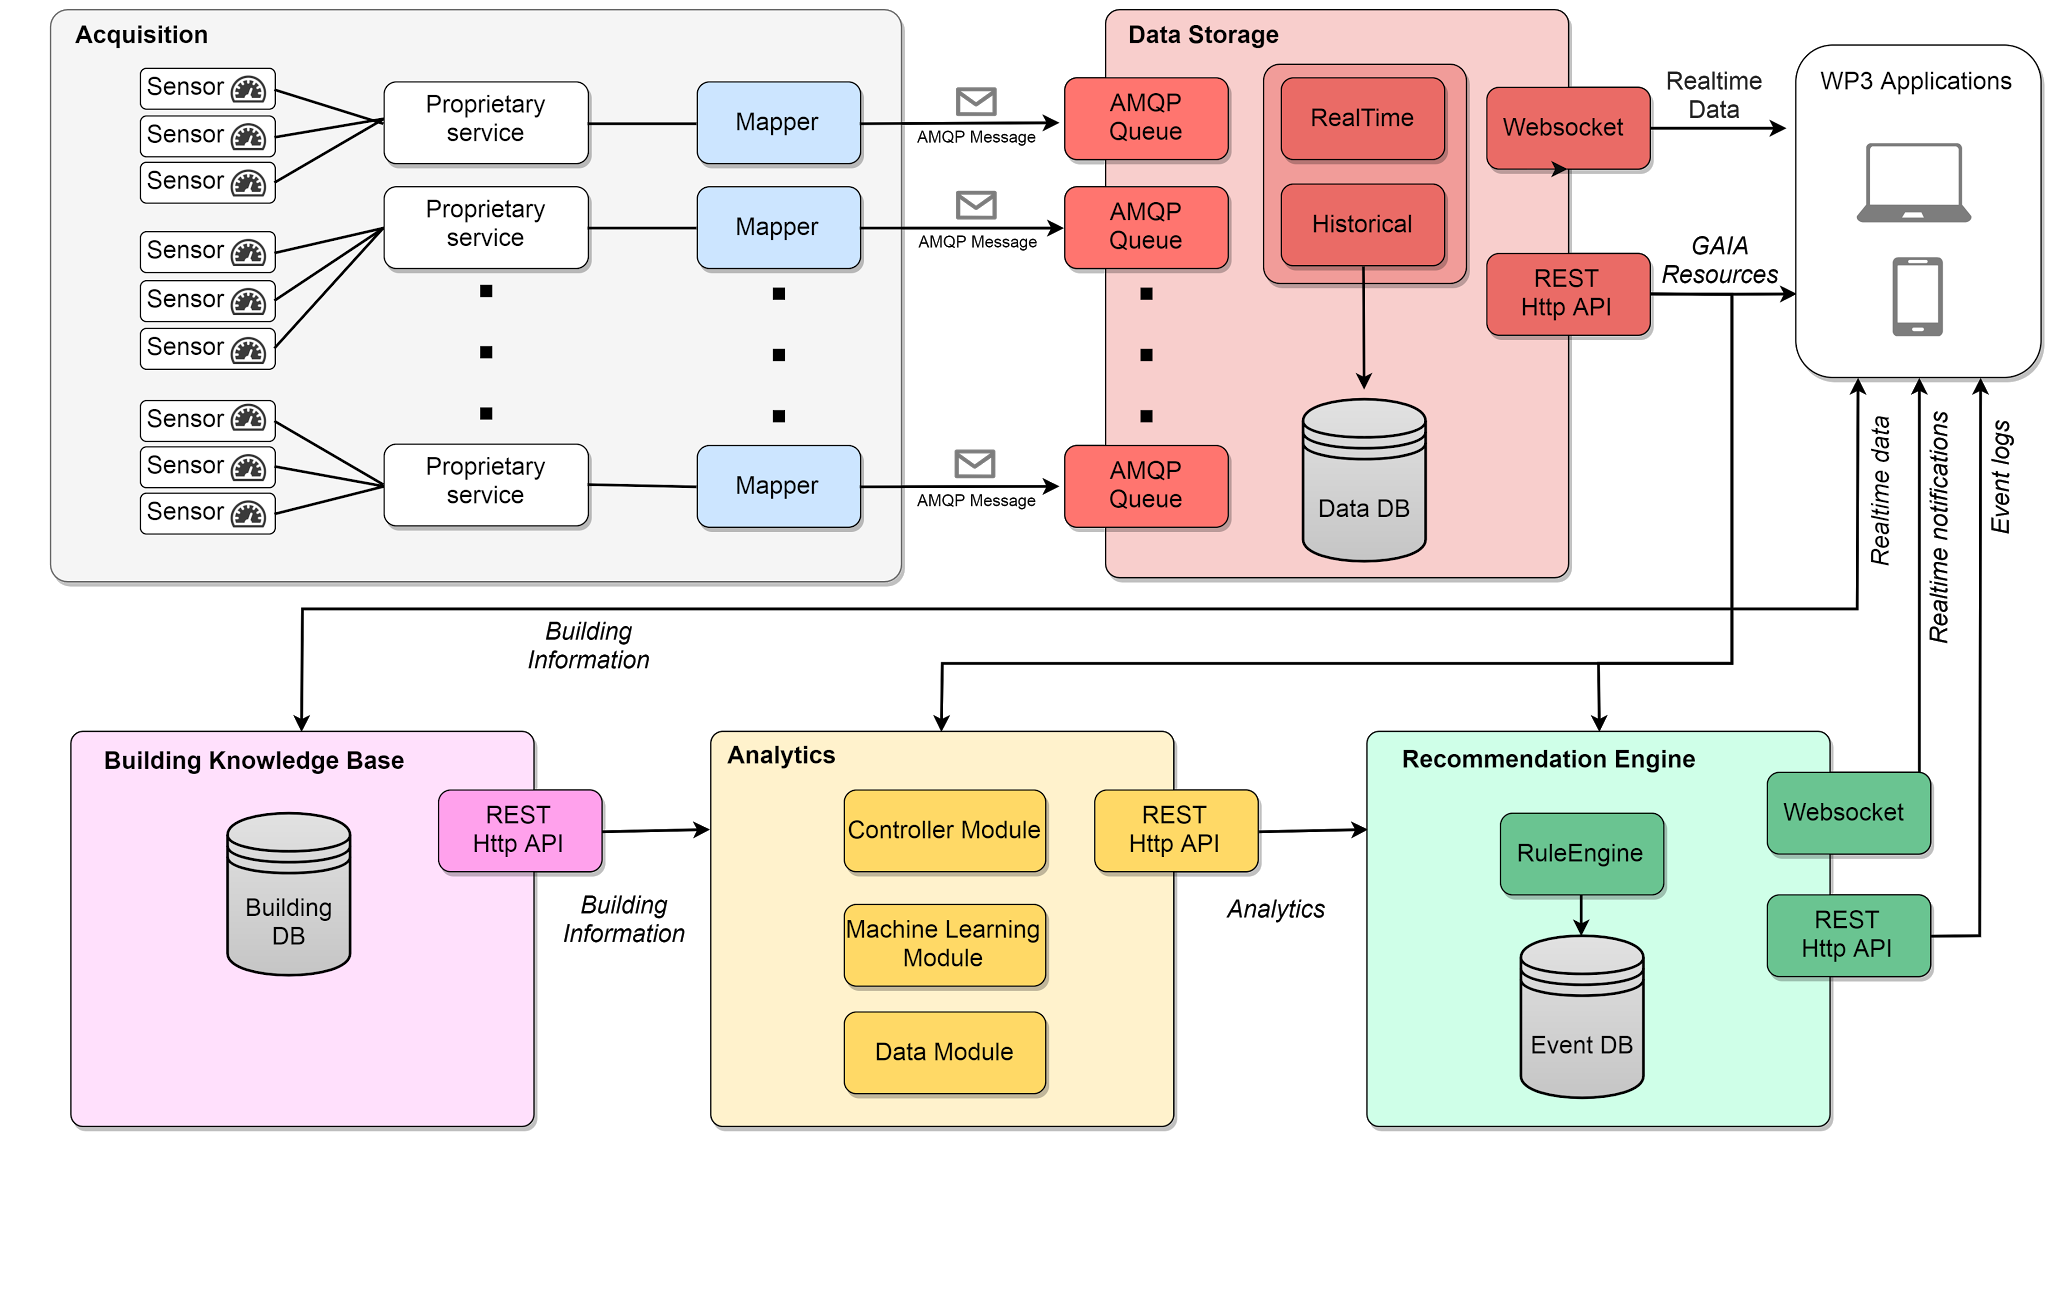 Acquisition
Sensor
Sensor
Sensor
Proprietary
service
Mapper
AMQP Message
Sensor
Sensor
Sensor
Proprietary
service
Mapper
AMQP Message
Sensor
Sensor
Sensor
Proprietary
service
Mapper
AMQP Message
Data Storage
AMQP
Queue
AMQP
Queue
AMQP
Queue
RealTime
Historical
Data DB
Websocket
REST
Http API
Realtime
Data
GAIA
Resources
WP3 Applications
Realtime data
Realtime notifications
Event logs
Building
Information
Building Knowledge Base
Building
DB
REST
Http API
Building
Information
Analytics
Controller Module
Machine Learning
Module
Data Module
REST
Http API
Analytics
Recommendation Engine
RuleEngine
Event DB
Websocket
REST
Http API